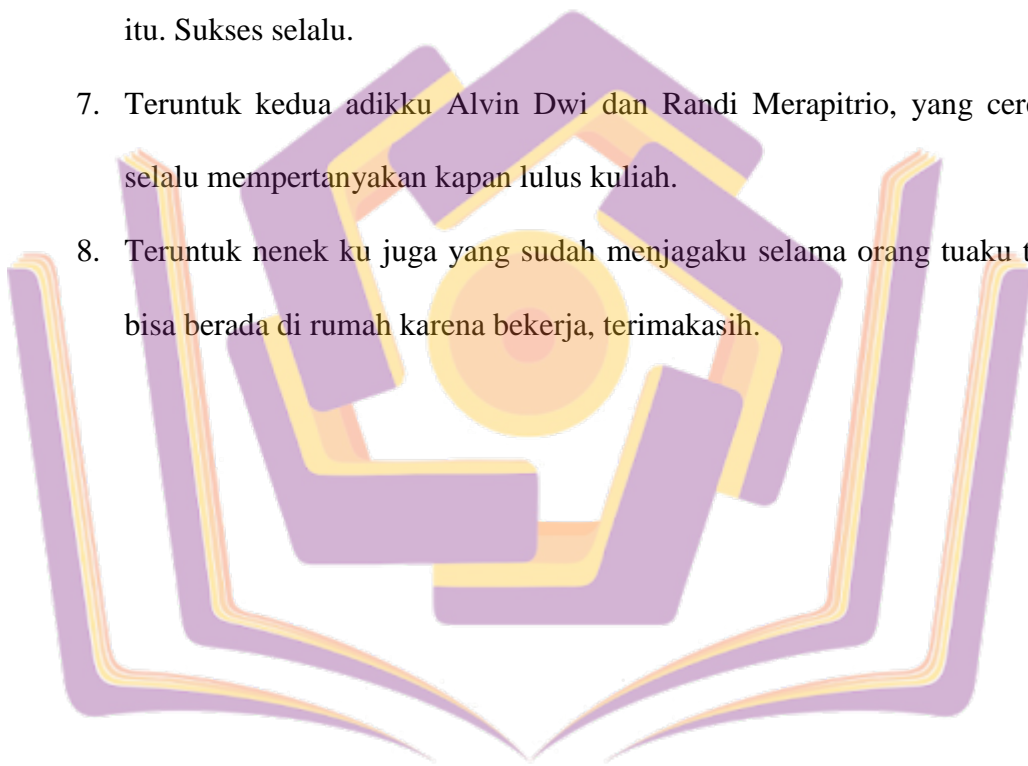 itu. Sukses selalu.
7. Teruntuk kedua adikku Alvin Dwi dan Randi Merapitrio, yang
selalu mempertanyakan kapan lulus kuliah.
8. Teruntuk nenek ku juga yang sudah menjagaku selama orang tuaku
bisa berada di rumah karena bekerja, terimakasih.